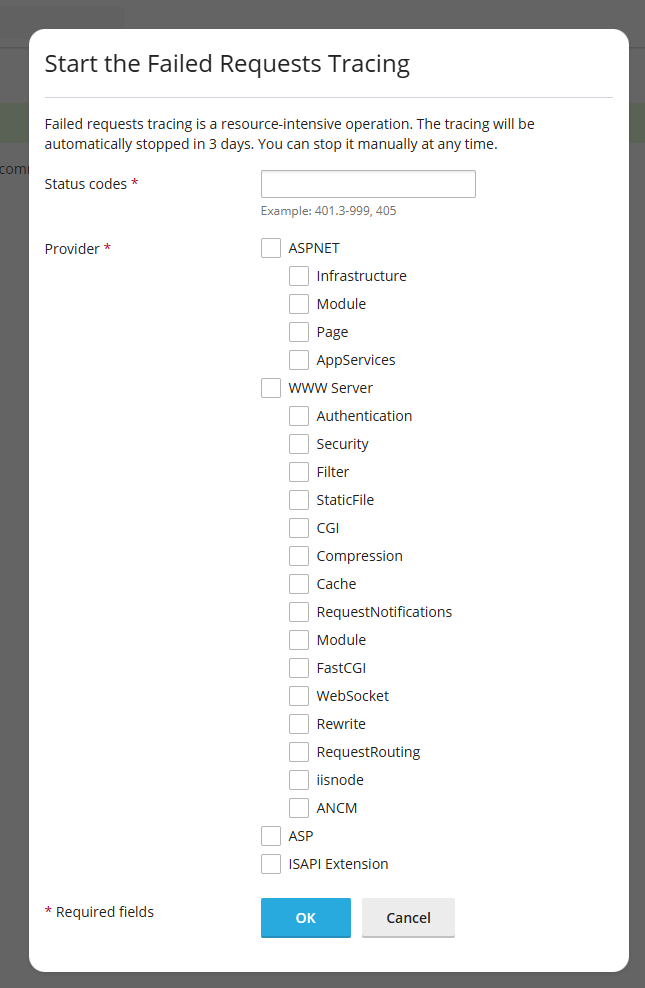 Start the Failed Requests Tracing
Failed requests tracing is a resource-intensive operation. The tracing will be
automatically stopped in 3 days. You can stop it manually at any time.
com
Status codes *
Example: 401.3-999, 405
Provider *
ASPNET
Infrastructure
Module
Page
AppServices
WWW Server
Authentication
Security
Filter
StaticFile
CGI
Compression
Cache
RequestNotifications
Module
FastCGI
WebSocket
Rewrite
RequestRouting
iisnode
ANCM
ASP
ISAPI Extension
* Required fields
OK
Cancel